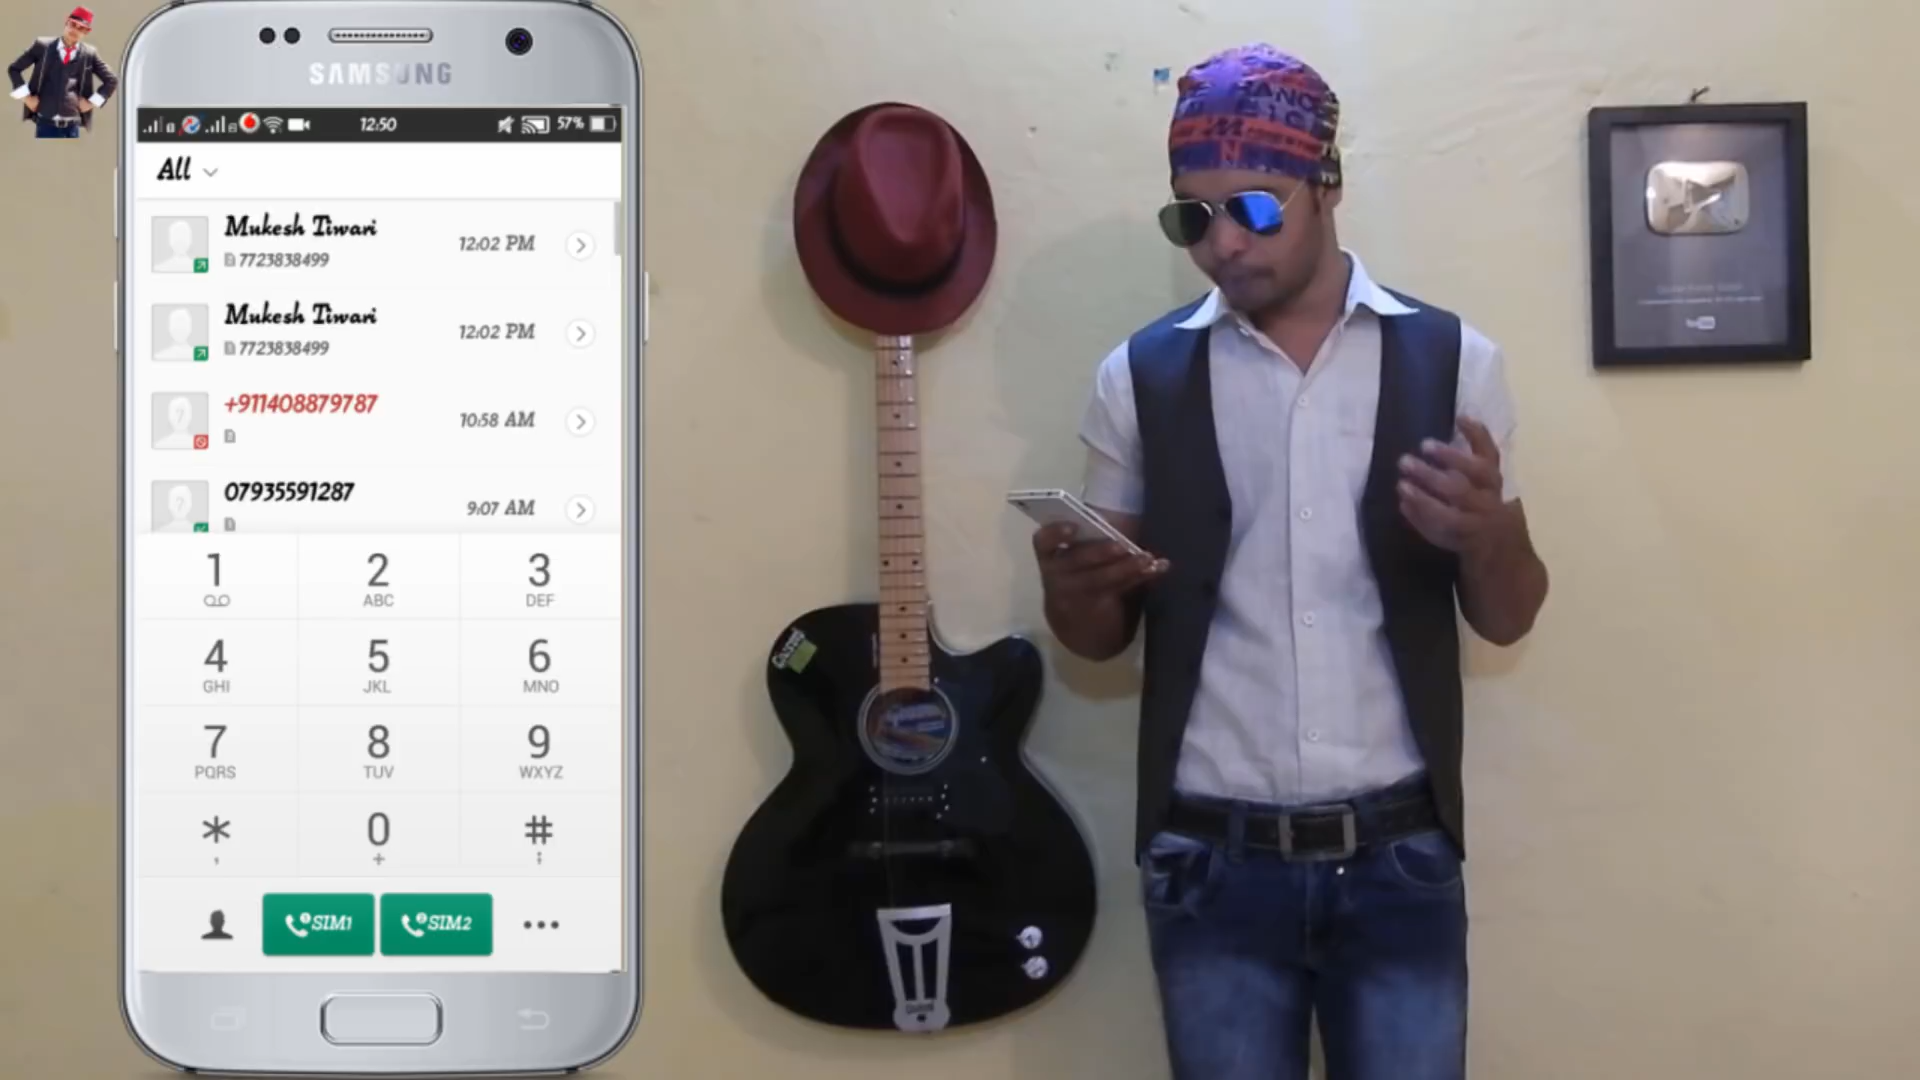 SAMSUNG
12:50
57%
All
Mukesh Tiwari
7723838499
12:02 PM
Mukesh Tiwari
7723838499
12:02 PM
+911408879787
10:58 AM
07935591287
9:07 AM
1
2
ABC
3
DEF
4
GHI
5
JKL
6
MNO
7
PQRS
8
TUV
9
WXYZ
*
,
0
+
#
;
1 SIM1
2 SIM2